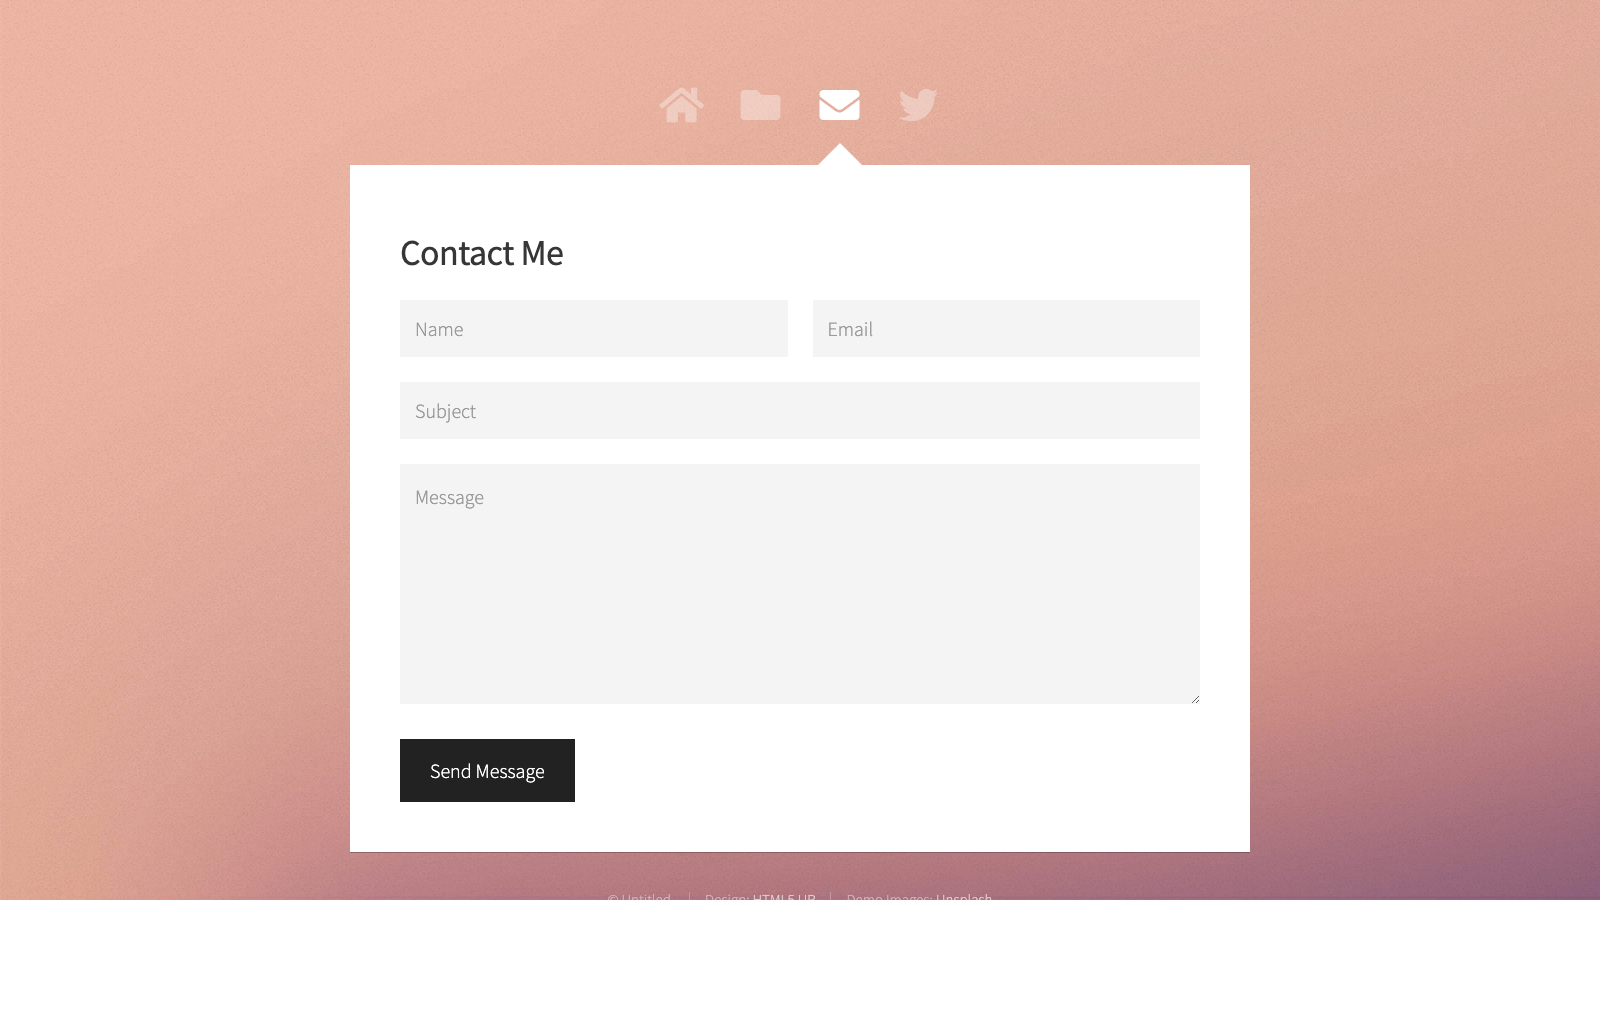 Contact Me
Name
Email
Subject
Message
Send Message
© Untitled
Design: HTML5 UP
Demo Images: Unsplash